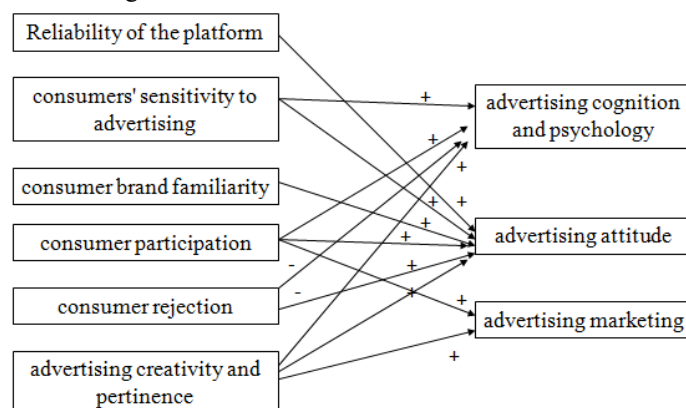 Reliability of the platform
consumers' sensitivity to
advertising
consumer brand familiarity
consumer participation
consumer rejection
advertising creativity and
pertinence
+
+
+
+
+
+
+
+
+
-
-
+
+
advertising cognition
and psychology
advertising attitude
advertising marketing